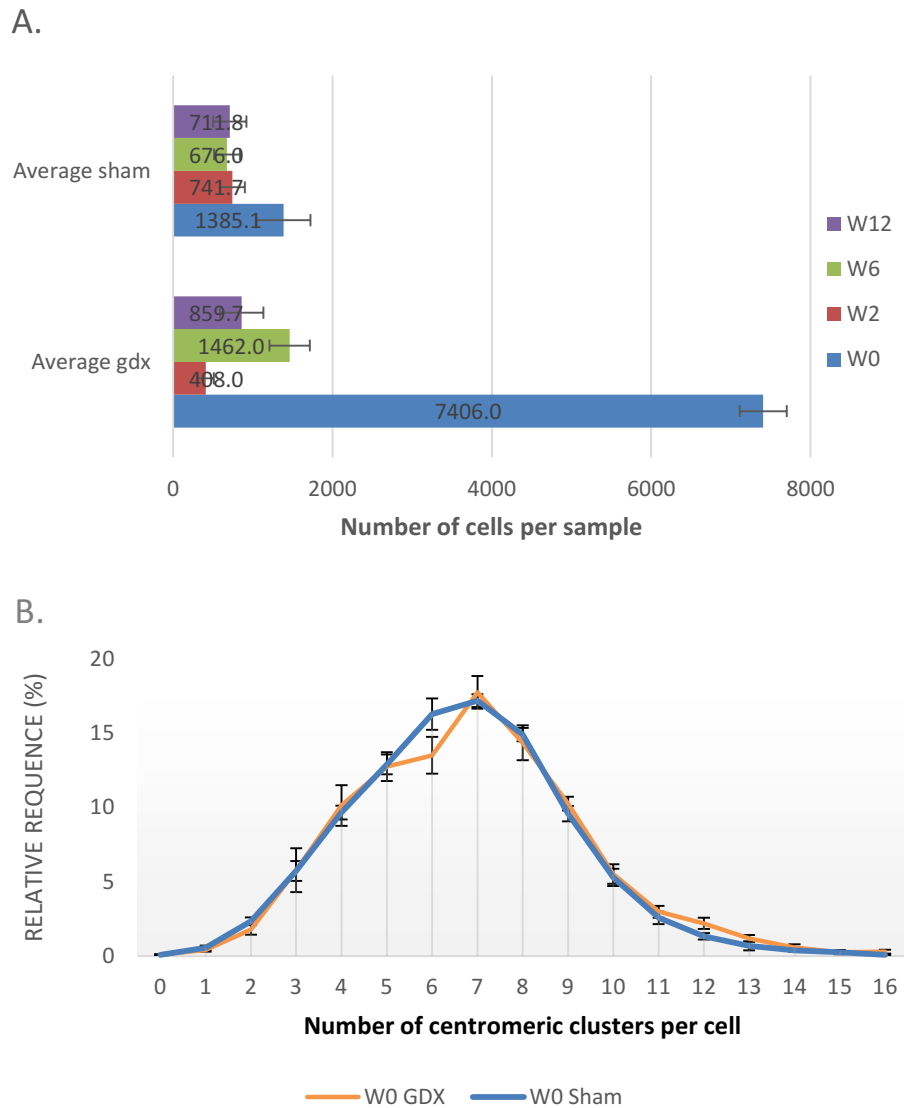 A.
Average sham
711.8
676.0
741.7
1385.1
Average gdx
859.7
1462.0
408.0
7406.0
W12
W6
W2
W0
0 2000 4000 6000 8000
Number of cells per sample
B.
RELATIVE REQUENCE (%)
20
15
10
5
0
0 1 2 3 4 5 6 7 8 9 10 11 12 13 14 15 16
Number of centromeric clusters per cell
W0 GDX W0 Sham